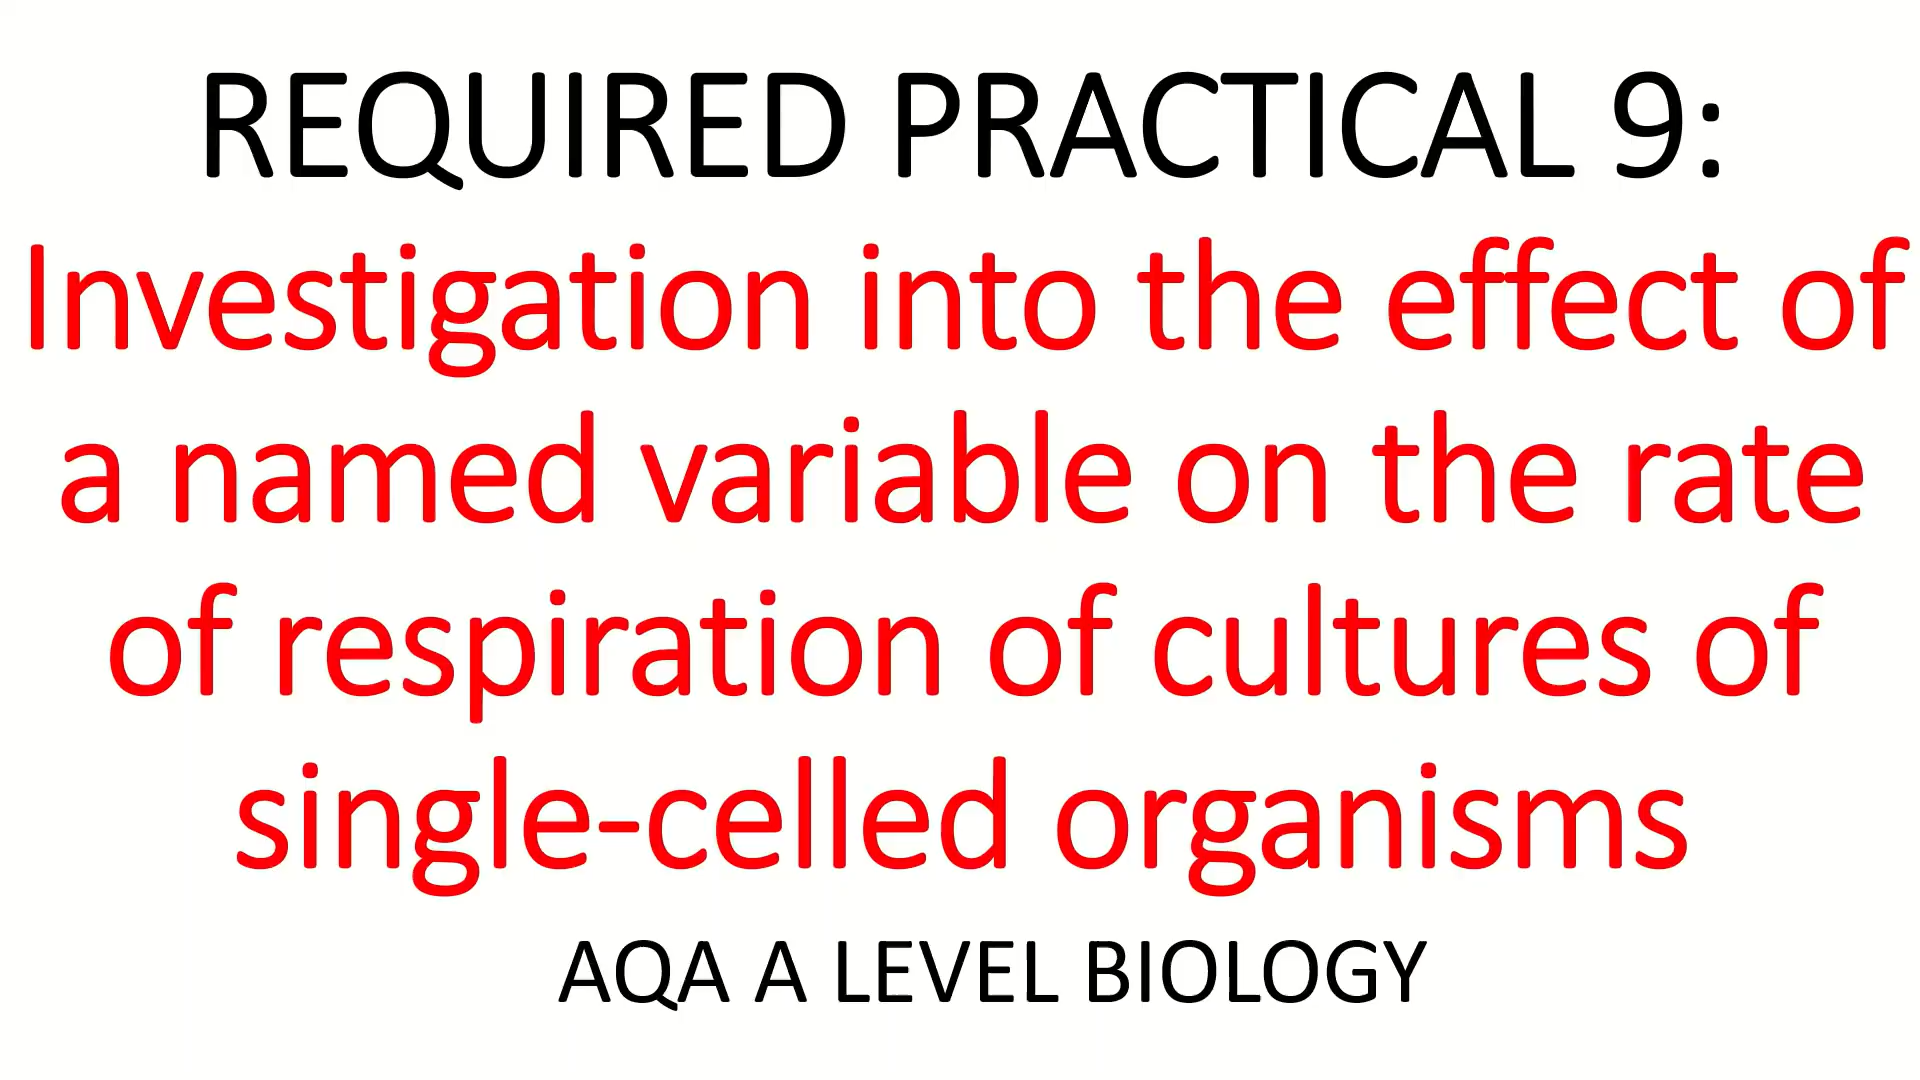 REQUIRED PRACTICAL 9:
Investigation into the effect of
a named variable on the rate
of respiration of cultures of
single-celled organisms
AQA A LEVEL BIOLOGY